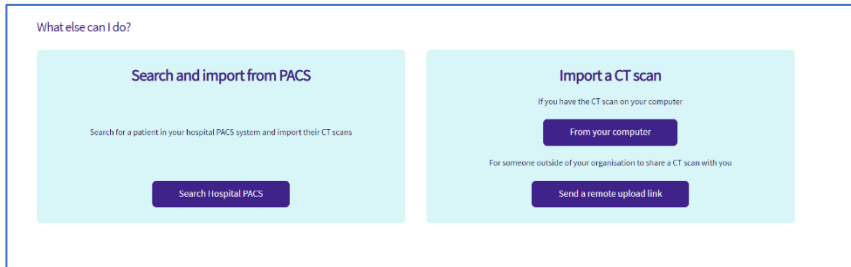 What else can I do?
Search and import from PACS
Search for a patient in your hospital PACS system and import their CT scans
Search Hospital PACS
Import a CT scan
If you have the CT scan on your computer
From your computer
For someone outside of your organisation to share a CT scan with you
Send a remote upload link